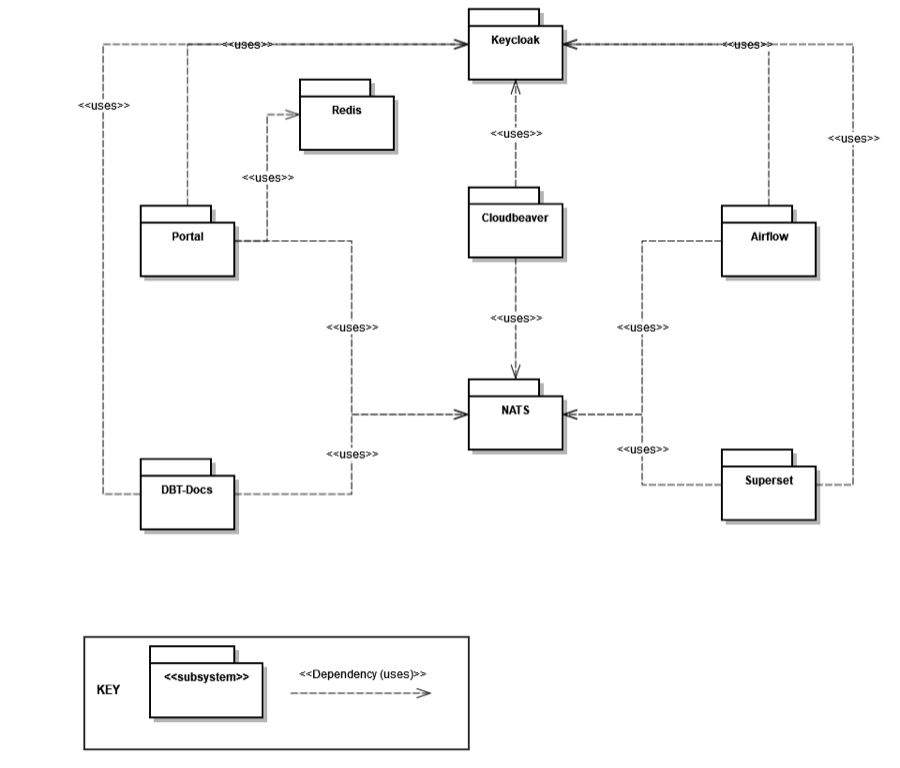 Keycloak
<<uses>>
<<uses>>
<<uses>>
Redis
<<uses>>
<<uses>>
<<uses>>
Cloudbeaver
Portal
Airflow
<<uses>>
<<uses>>
<<uses>>
NATS
<<uses>>
<<uses>>
DBT-Docs
Superset
KEY
<<subsystem>>
<<Dependency (uses)>>